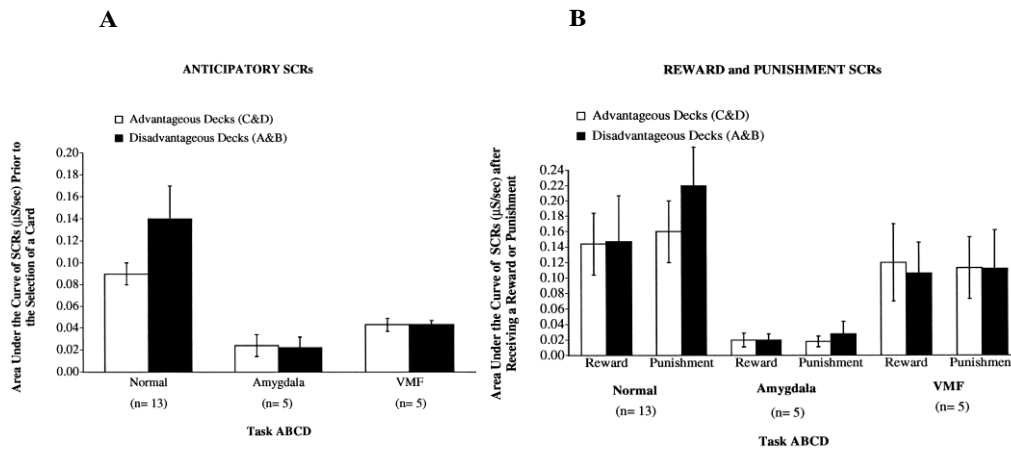 A
ANTICIPATORY SCRs
Advantageous Decks (C&D)
Disadvantageous Decks (A&B)
Area Under the Curve of SCRs (µS/sec) Prior to
the Selection of a Card
0.20
0.18
0.16
0.14
0.12
0.10
0.08
0.06
0.04
0.02
0.00
Normal Amygdala VMF
(n= 13) (n= 5) (n= 5)
Task ABCD
B
REWARD and PUNISHMENT SCRs
Advantageous Decks (C&D)
Disadvantageous Decks (A&B)
Area Under the Curve of SCRs (µS/sec) after
Receiving a Reward or Punishment
0.24
0.22
0.20
0.18
0.16
0.14
0.12
0.10
0.08
0.06
0.04
0.02
0.00
Reward Punishment Reward Punishment Reward Punishmen
Normal Amygdala VMF
(n= 13) (n= 5) (n= 5)
Task ABCD